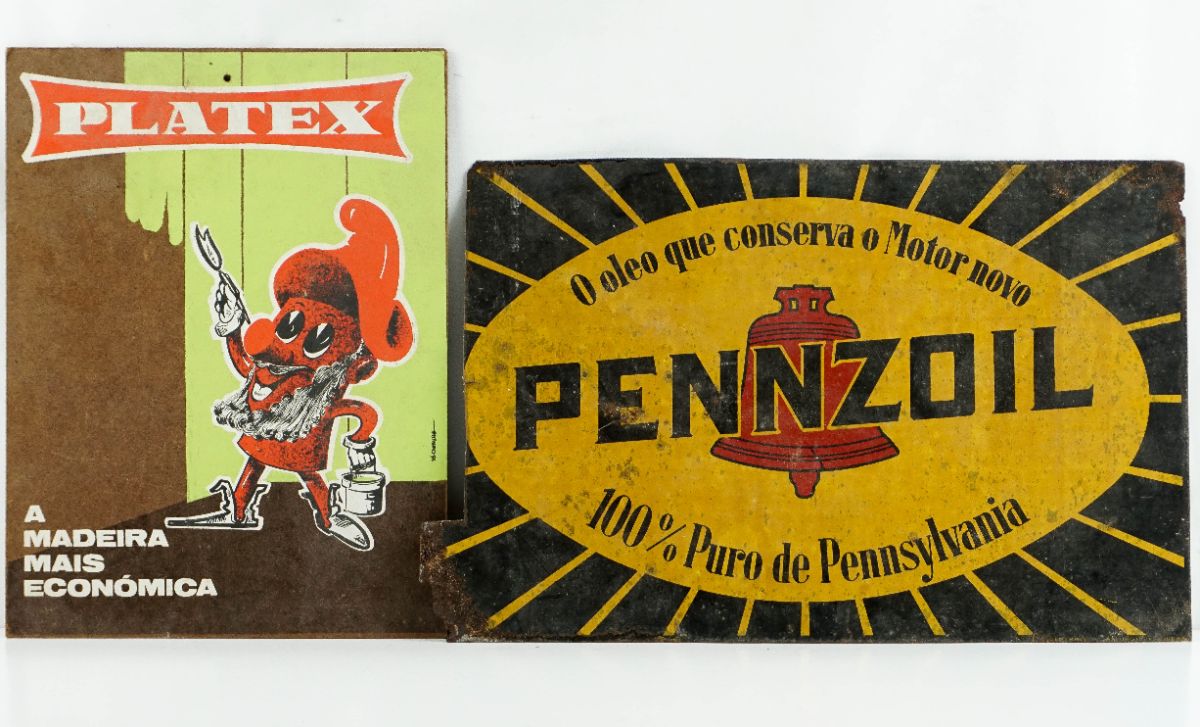 PLATEX
A
MADEIRA
MAIS
ECONÓMICA
O oleo que conserva o Motor novo
PENNZOIL
100% Puro de Pennsylvania